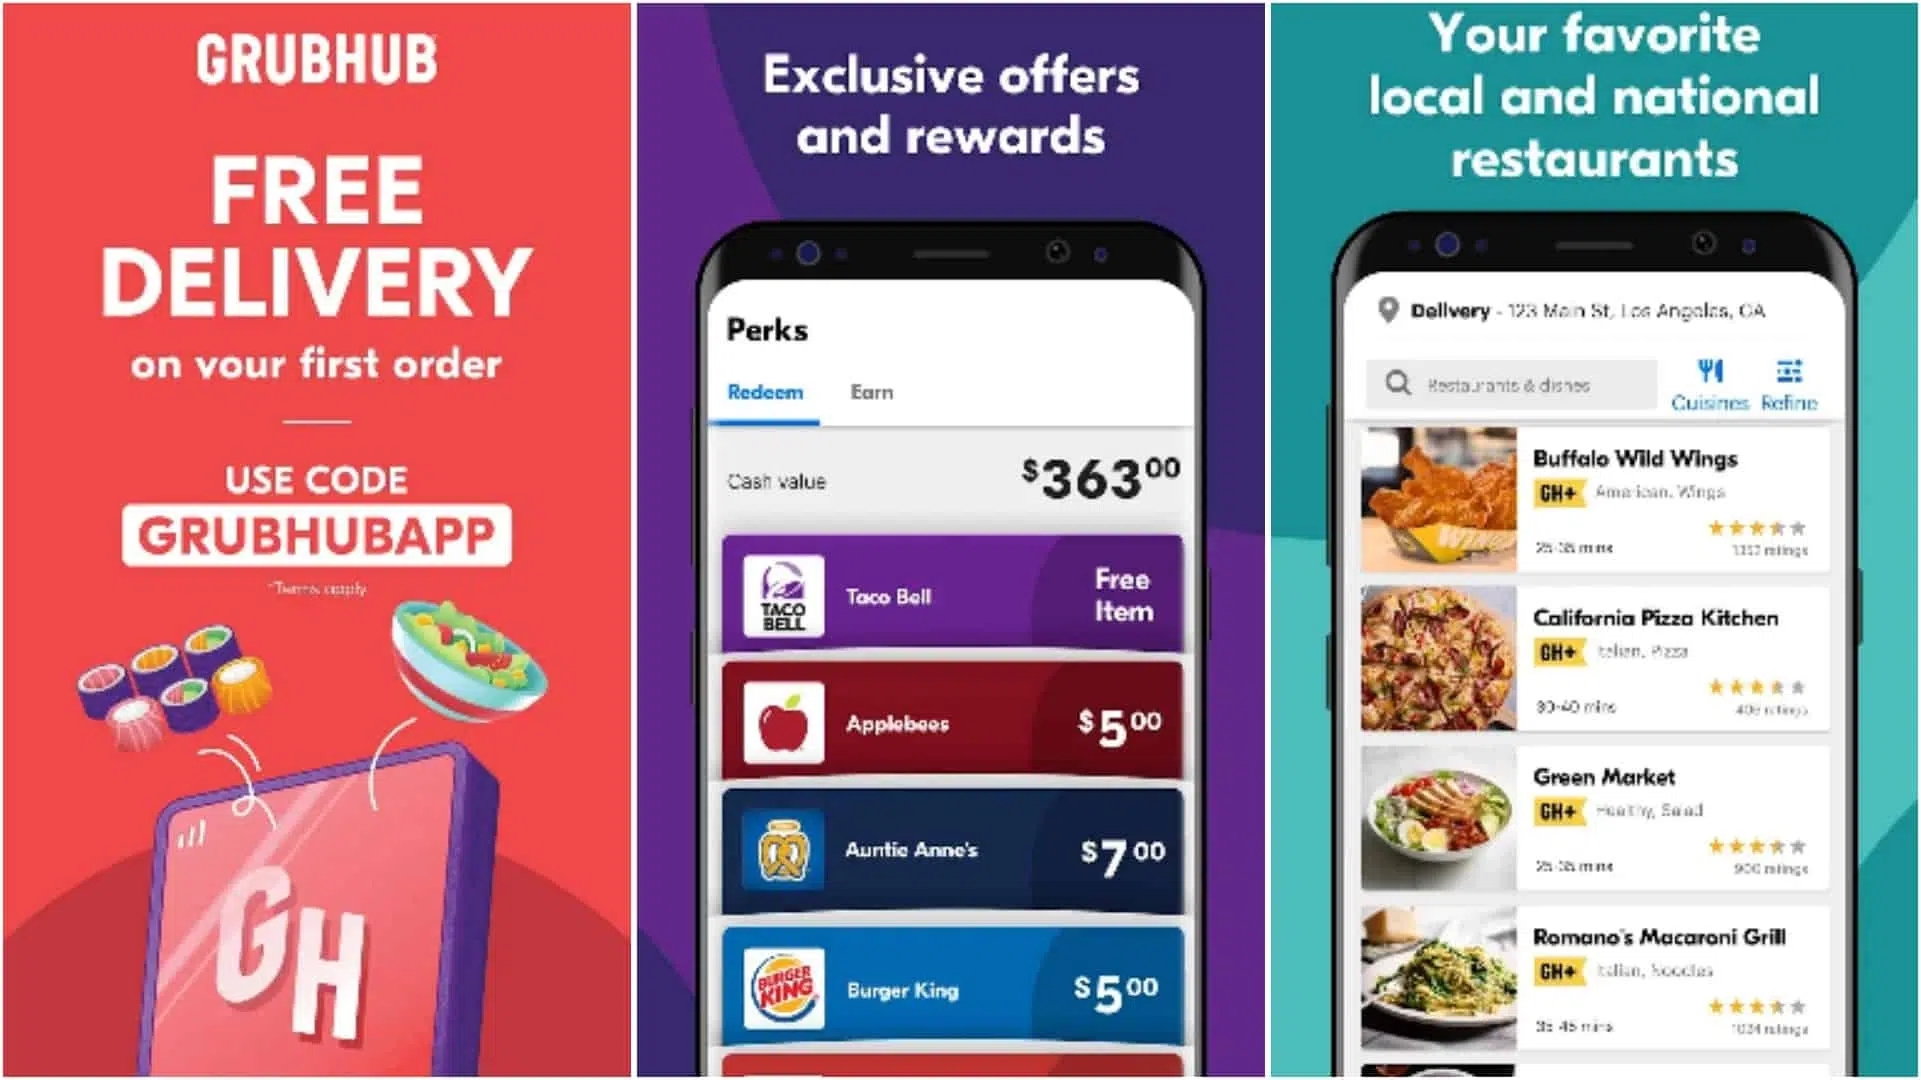 GRUBHUB
FREE
DELIVERY
on your first order
USE CODE
GRUBHUBAPP
*Terms apply
GH
Exclusive offers
and rewards
Perks
Redeem Earn
Cash value $363 00
TACO
BELL
Taco Bell
Free
Item
Applebees $5 00
Auntie Anne's $7 00
BURGER
KING
Burger King $5 00
Your favorite
local and national
restaurants
Delivery - 123 Main St, Los Angeles, CA
Restaurants & dishes
Cuisines Refine
Buffalo Wild Wings
GH+ American, Wings
25-35 mins
ratings
WINGS
California Pizza Kitchen
GH+ Italian, Pizza
30-40 mins
ratings
Green Market
GH+ Healthy, Salad
25-35 mins
900 ratings
Romano's Macaroni Grill
GH+ Italian, Noodles
35-45 mins
1034 ratings